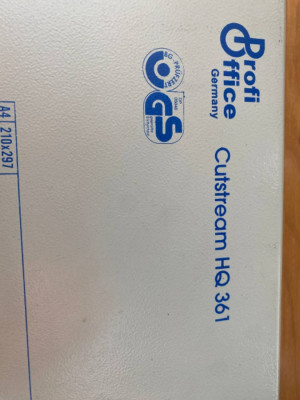 Profi
Office
Germany
Cutstream HQ 361
GS
A4 210x297